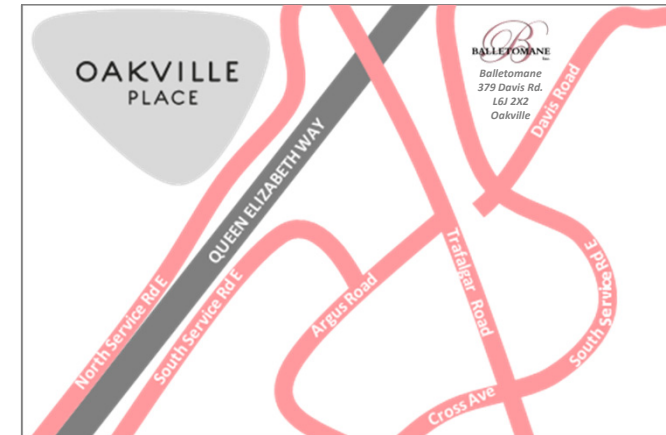 OAKVILLE
PLACE
B
BALLETOMANE
Inc.
Balletomane
379 Davis Rd.
L6J 2X2
Oakville
Davis Road
QUEEN ELIZABETH WAY
North Service Rd E
South Service Rd E
Argus Road
Trafalgar Road
South Service Rd E
Cross Ave